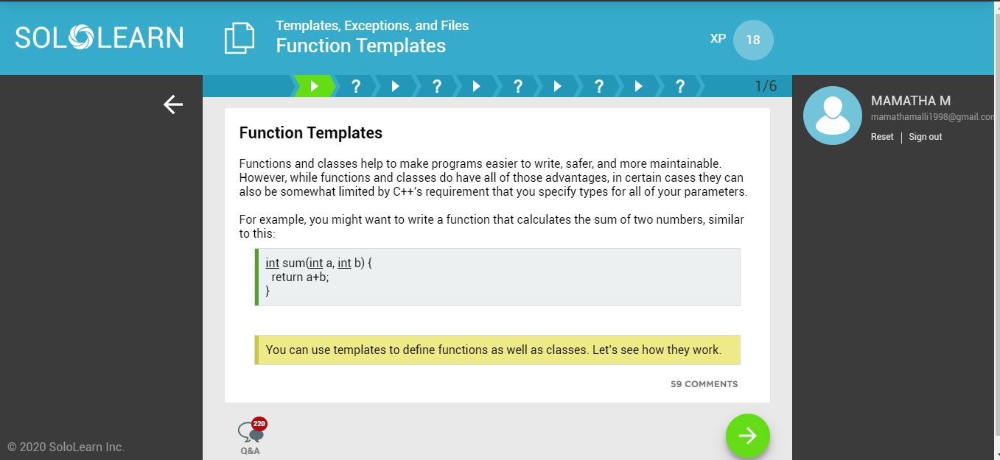 SOLOLEARN
Templates, Exceptions, and Files
Function Templates
XP 18
? ? ? ? ? 1/6
MAMATHA M
mamathamalli1998@gmail.con
Reset | Sign out
Function Templates
Functions and classes help to make programs easier to write, safer, and more maintainable.
However, while functions and classes do have all of those advantages, in certain cases they can
also be somewhat limited by C++'s requirement that you specify types for all of your parameters.
For example, you might want to write a function that calculates the sum of two numbers, similar
to this:
int sum(int a, int b) {
return a+b;
}
You can use templates to define functions as well as classes. Let's see how they work.
59 COMMENTS
220
Q&A
© 2020 SoloLearn Inc.